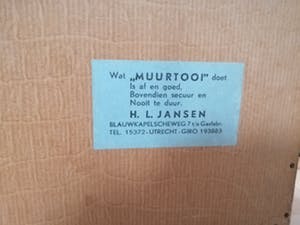 Wat „MUURTOOI" doet
Is af en goed,
Bovendien secuur en
Nooit te duur.
H. L. JANSEN
BLAUWKAPELSCHEWEG 7 t/o Gasfabr.
TEL. 15372 - UTRECHT - GIRO 193883